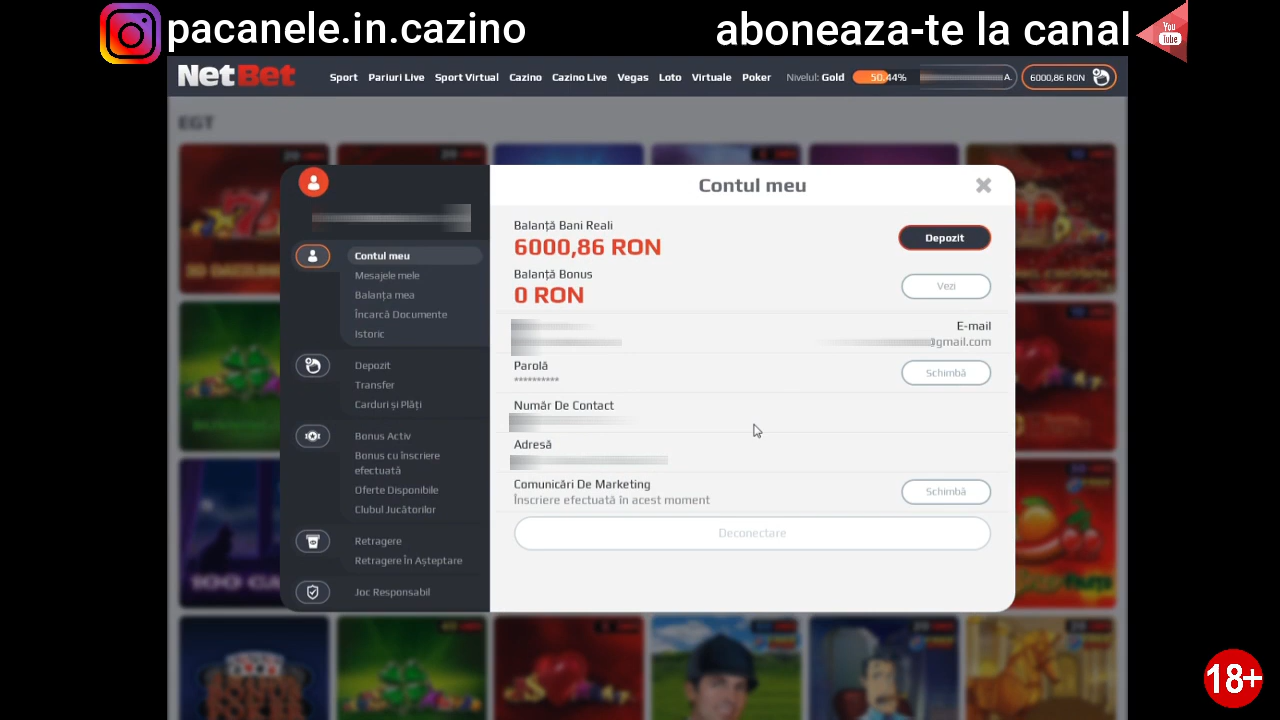 pacanele.in.cazino
aboneaza-te la canal
You Tube
NetBet
Sport Pariuri Live Sport Virtual Cazino Cazino Live Vegas Loto Virtuale Poker Nivelul: Gold 50,44% A. 6000,86 RON
EGT
Contul meu
Balanță Bani Reali
6000,86 RON
Depozit
Balanță Bonus
0 RON
Vezi
E-mail
@gmail.com
Parolă
**********
Schimbă
Număr De Contact
Adresă
Comunicări De Marketing
Înscriere efectuată în acest moment
Schimbă
Deconectare
Contul meu
Mesajele mele
Balanța mea
Încarcă Documente
Istoric
Depozit
Transfer
Carduri și Plăți
Bonus Activ
Bonus cu înscriere
efectuată
Oferte Disponibile
Clubul Jucătorilor
Retragere
Retragere În Așteptare
Joc Responsabil
18+